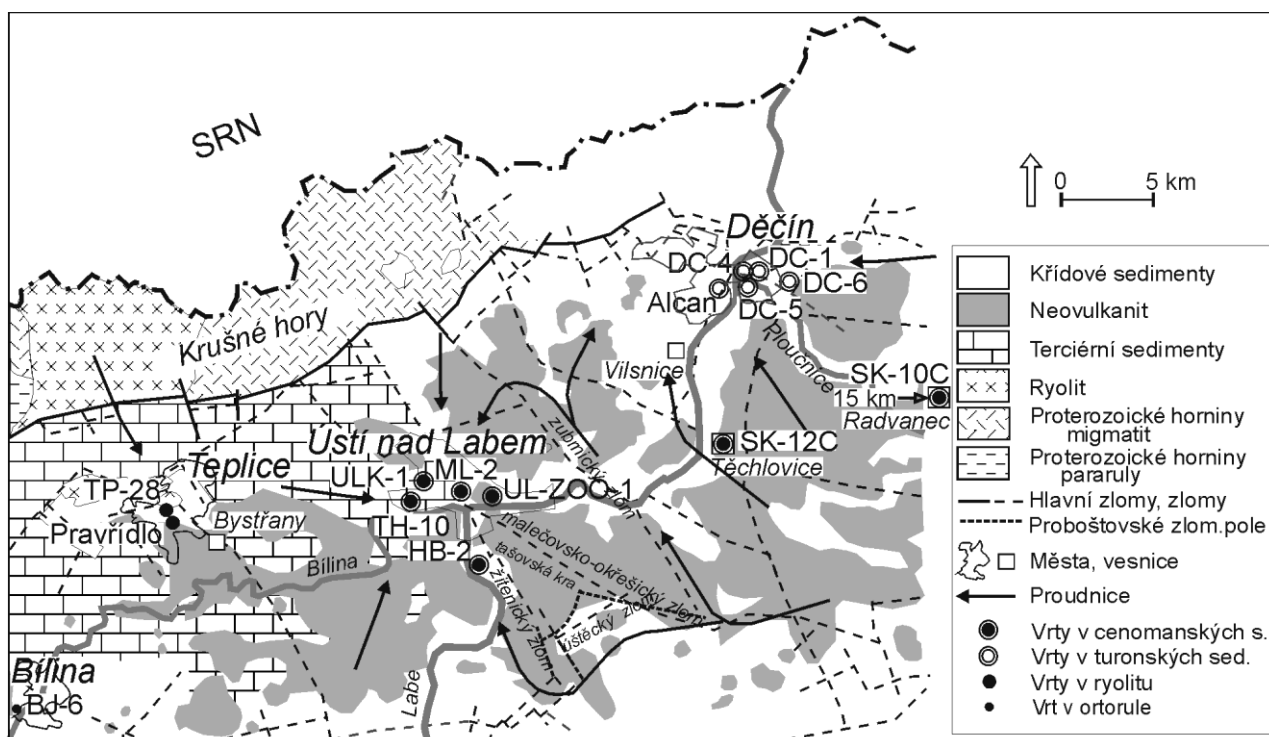 SRN
0 5 km
Děčín
DC-4
DC-1
DC-6
Alcan
DC-5
Krušné hory
Ploučnice
Vilsnice
SK-10C
15 km
Radvanec
Ústí nad Labem
zubrnický zlom
SK-12C
Těchlovice
Teplice
ULK-1
ML-2
UL-ZOO-1
TP-28
Pravřídlo
Bystřany
TH-10
malečovsko-okřešický zlom
tašovská kra
HB-2
Bílina
žitenický zlom
úštěcký zlom
Labe
Bílina
BJ-6
Křídové sedimenty
Neovulkanit
Terciérní sedimenty
Ryolit
Proterozoické horniny
migmatit
Proterozoické horniny
pararuly
Hlavní zlomy, zlomy
Proboštovské zlom.pole
Města, vesnice
Proudnice
Vrty v cenomanských s.
Vrty v turonských sed.
Vrty v ryolitu
Vrt v ortorule